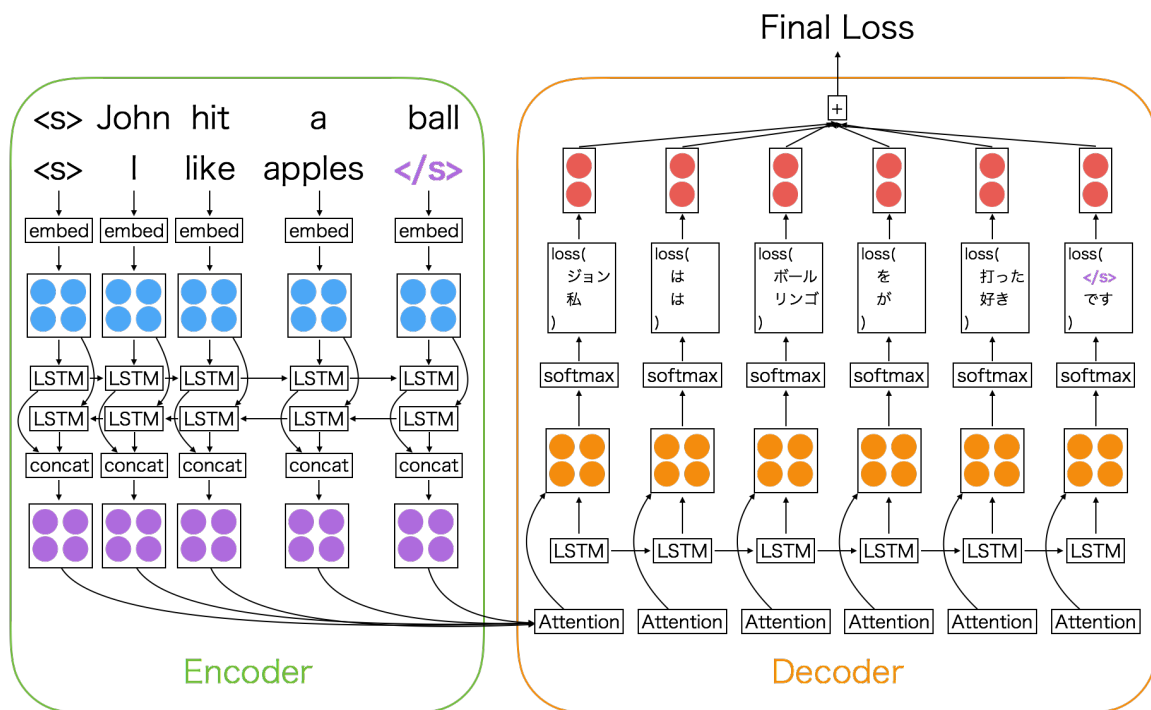 Final Loss
+
<s> John hit a ball
<s> I like apples </s>
embed embed embed embed embed
LSTM LSTM LSTM LSTM LSTM
LSTM LSTM LSTM LSTM LSTM
concat concat concat concat concat
Encoder
loss( loss( loss( loss( loss( loss(
ジョン は ボール を 打った </s>
私 は リンゴ が 好き です
) ) ) ) ) )
softmax softmax softmax softmax softmax softmax
LSTM LSTM LSTM LSTM LSTM LSTM
Attention Attention Attention Attention Attention Attention
Decoder